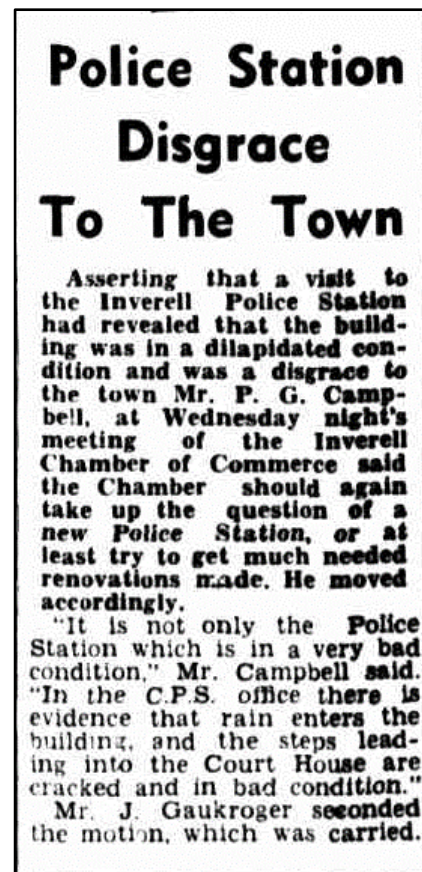 Police Station
Disgrace
To The Town
Asserting that a visit to
the Inverell Police Station
had revealed that the build-
ing was in a dilapidated con-
dition and was a disgrace to
the town Mr. P. G. Camp-
bell, at Wednesday night's
meeting of the Inverell
Chamber of Commerce said
the Chamber should again
take up the question of a
new Police Station, or at
least try to get much needed
renovations made. He moved
accordingly.
"It is not only the Police
Station which is in a very bad
condition," Mr. Campbell said.
"In the C.P.S. office there is
evidence that rain enters the
building, and the steps lead-
ing into the Court House are
cracked and in bad condition."
Mr. J. Gaukroger seconded
the motion, which was carried.